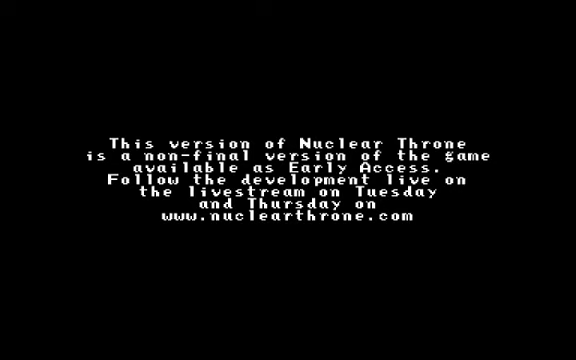 This version of Nuclear Throne
is a non-final version of the game
available as Early Access.
Follow the development live on
the livestream on Tuesday
and Thursday on
www.nuclearthrone.com